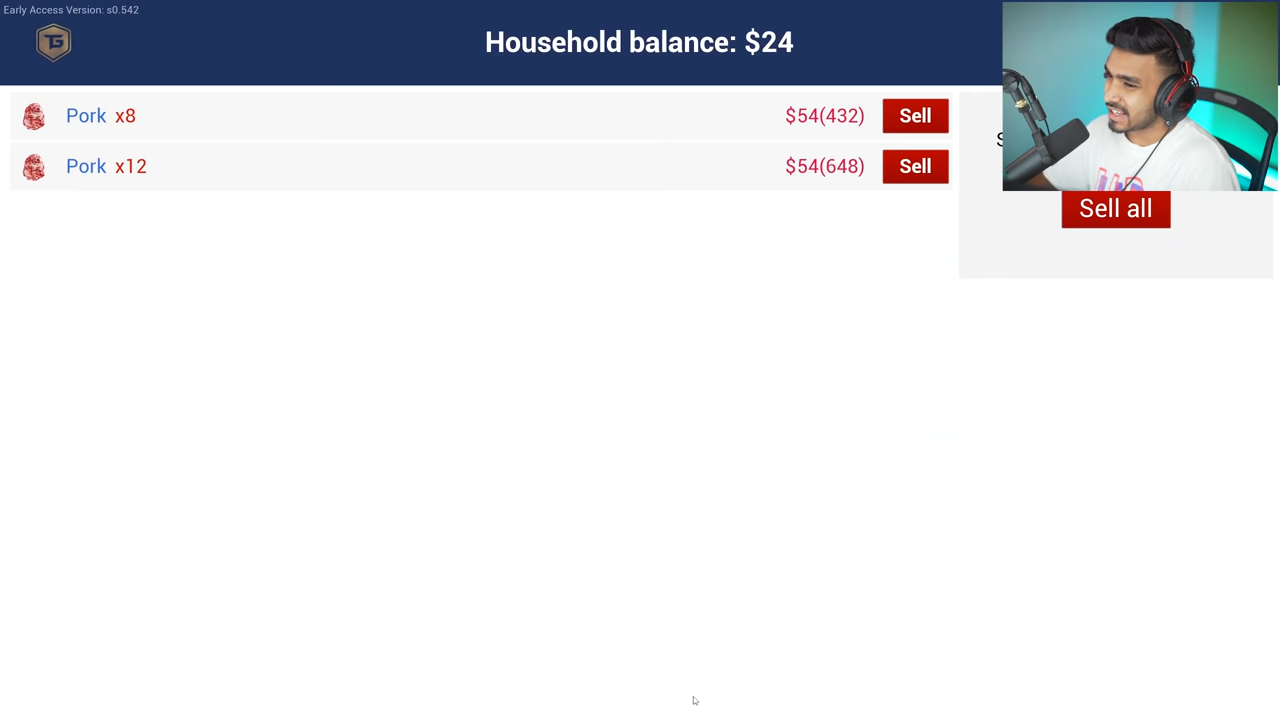 Early Access Version: s0.542
TG
Household balance: $24
Pork x8 $54(432) Sell
Pork x12 $54(648) Sell
Sell all